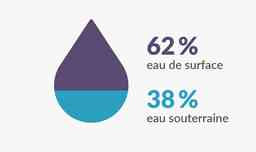 62 %
eau de surface
38 %
eau souterraine